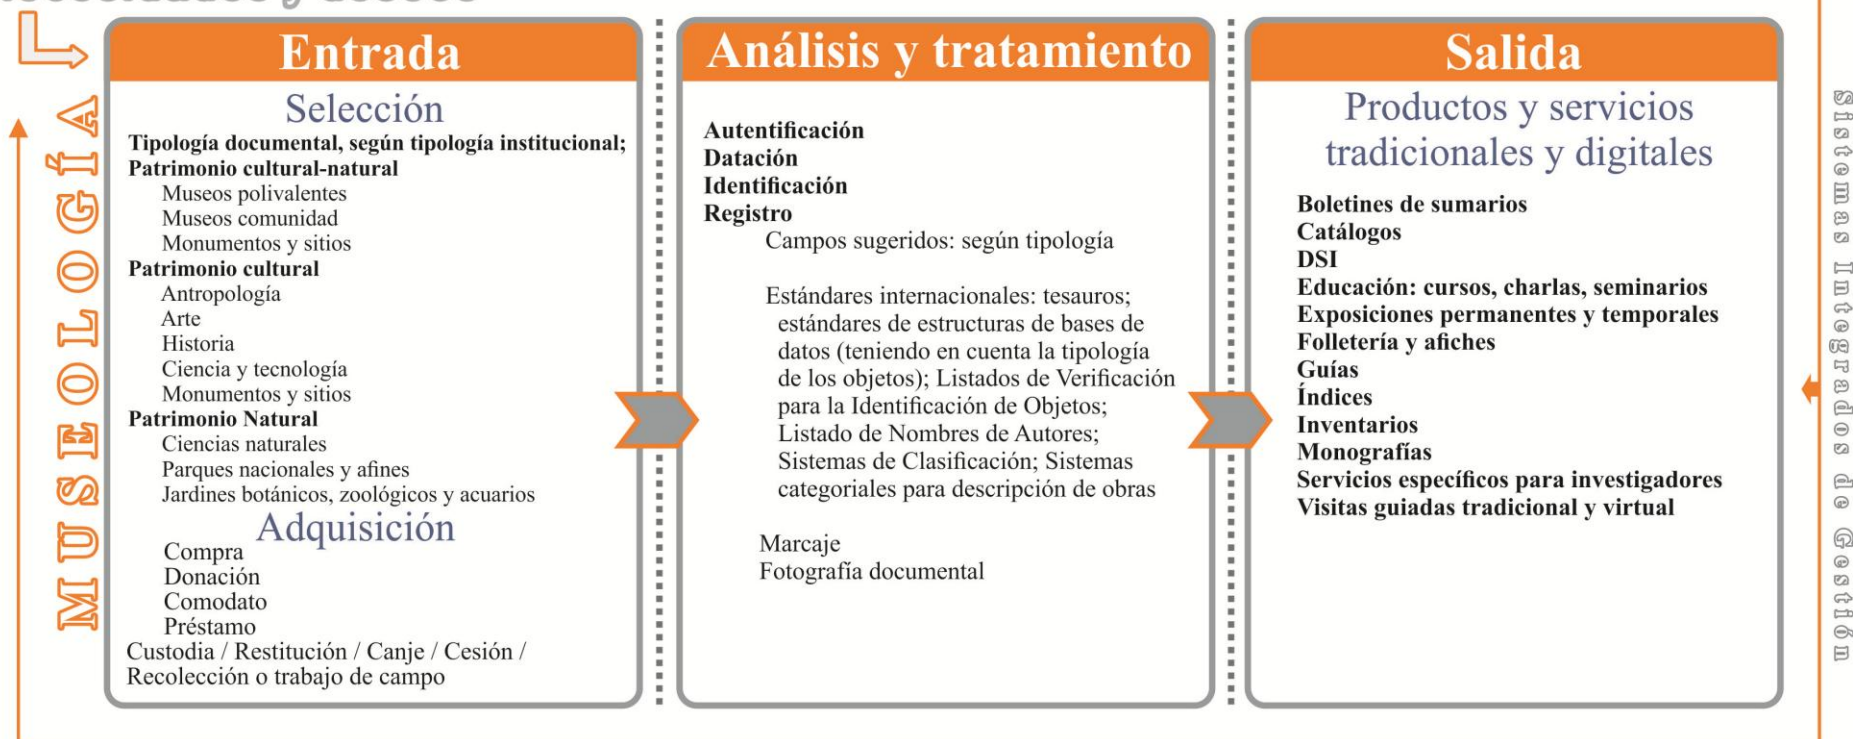 MUSEOLOGÍA
Entrada
Selección
Tipología documental, según tipología institucional;
Patrimonio cultural-natural
Museos polivalentes
Museos comunidad
Monumentos y sitios
Patrimonio cultural
Antropología
Arte
Historia
Ciencia y tecnología
Monumentos y sitios
Patrimonio Natural
Ciencias naturales
Parques nacionales y afines
Jardines botánicos, zoológicos y acuarios
Adquisición
Compra
Donación
Comodato
Préstamo
Custodia / Restitución / Canje / Cesión /
Recolección o trabajo de campo
Análisis y tratamiento
Autentificación
Datación
Identificación
Registro
Campos sugeridos: según tipología
Estándares internacionales: tesauros;
estándares de estructuras de bases de
datos (teniendo en cuenta la tipología
de los objetos); Listados de Verificación
para la Identificación de Objetos;
Listado de Nombres de Autores;
Sistemas de Clasificación; Sistemas
categoriales para descripción de obras
Marcaje
Fotografía documental
Salida
Productos y servicios
tradicionales y digitales
Boletines de sumarios
Catálogos
DSI
Educación: cursos, charlas, seminarios
Exposiciones permanentes y temporales
Folletería y afiches
Guías
Índices
Inventarios
Monografías
Servicios específicos para investigadores
Visitas guiadas tradicional y virtual
Sistemas Integrados de Gestión